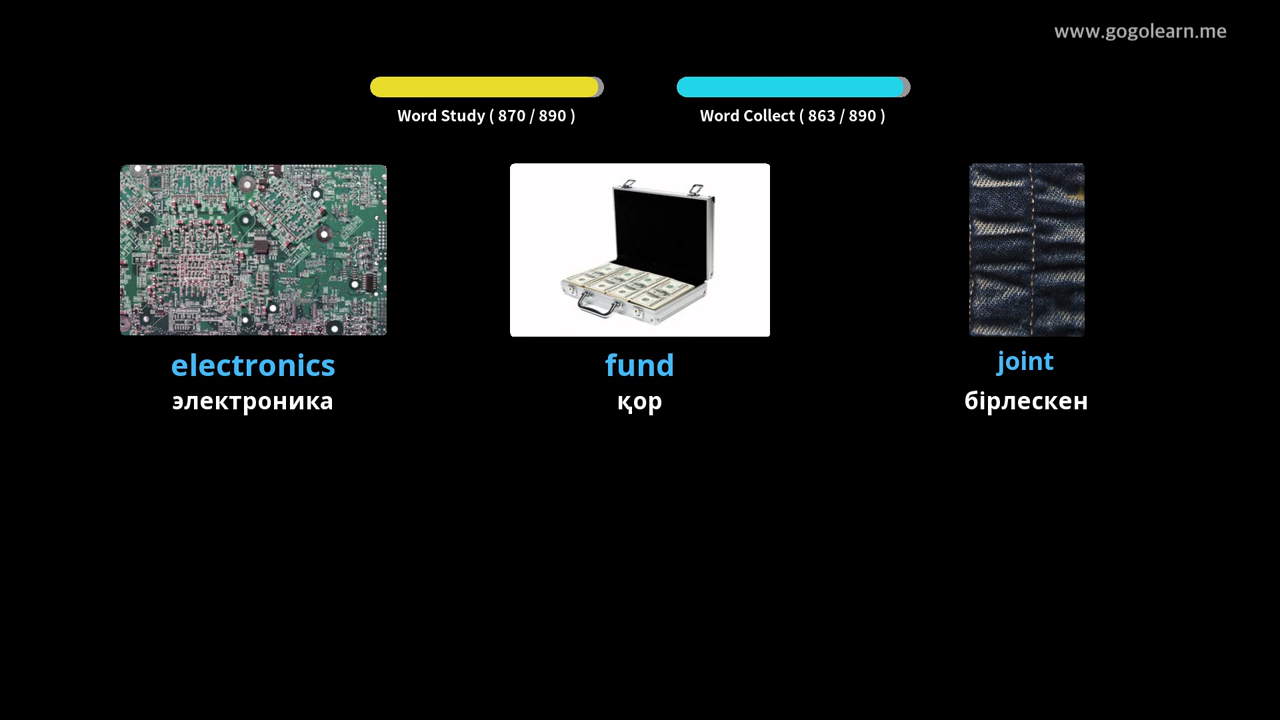 www.gogolearn.me
Word Study ( 870 / 890 )
Word Collect ( 863 / 890 )
electronics
fund
joint
электроника
қор
бірлескен